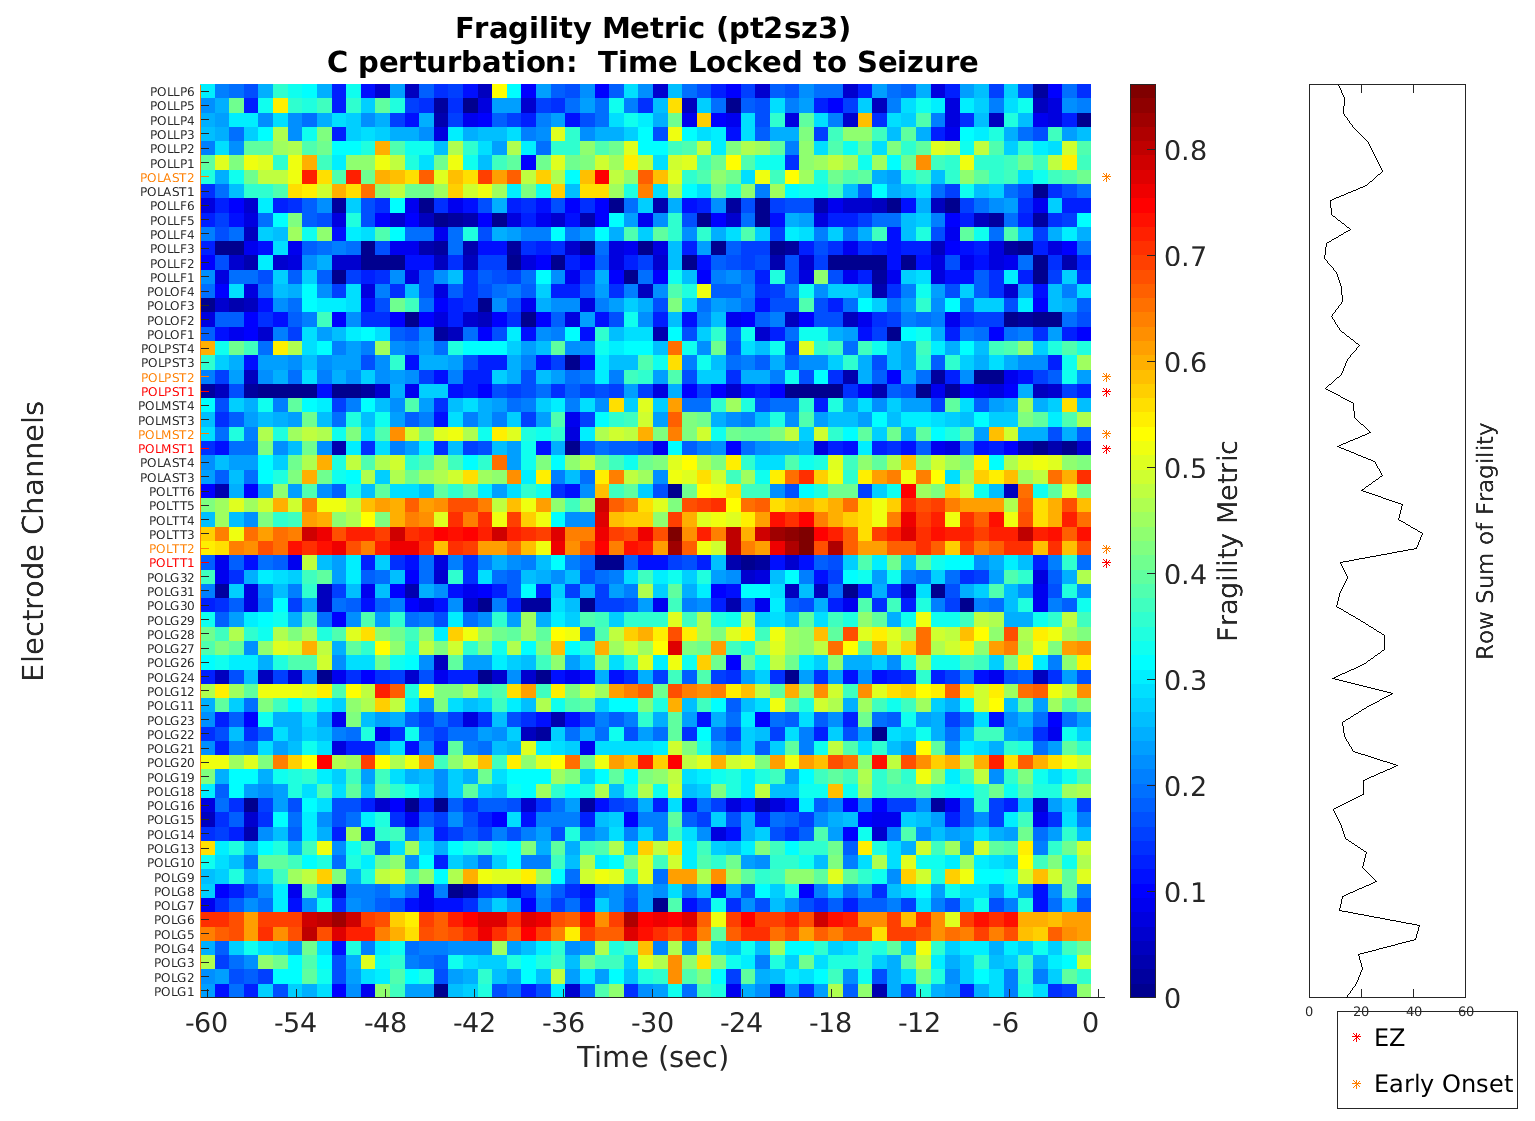 Fragility Metric (pt2sz3)
C perturbation:  Time Locked to Seizure
Electrode Channels
POLLP6
POLLP5
POLLP4
POLLP3
POLLP2
POLLP1
POLAST2
POLAST1
POLLF6
POLLF5
POLLF4
POLLF3
POLLF2
POLLF1
POLOF4
POLOF3
POLOF2
POLOF1
POLPST4
POLPST3
POLPST2
POLPST1
POLMST4
POLMST3
POLMST2
POLMST1
POLAST4
POLAST3
POLTT6
POLTT5
POLTT4
POLTT3
POLTT2
POLTT1
POLG32
POLG31
POLG30
POLG29
POLG28
POLG27
POLG26
POLG24
POLG12
POLG11
POLG23
POLG22
POLG21
POLG20
POLG19
POLG18
POLG16
POLG15
POLG14
POLG13
POLG10
POLG9
POLG8
POLG7
POLG6
POLG5
POLG4
POLG3
POLG2
POLG1
-60 -54 -48 -42 -36 -30 -24 -18 -12 -6 0
Time (sec)
0.8
0.7
0.6
0.5
0.4
0.3
0.2
0.1
0
Fragility Metric
0 20 40 60
Row Sum of Fragility
EZ
Early Onset